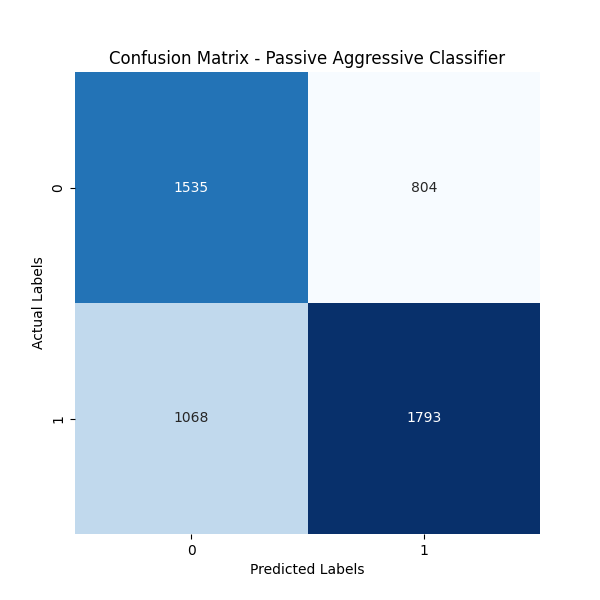 Confusion Matrix - Passive Aggressive Classifier
Actual Labels
0
1535
804
1
1068
1793
0
1
Predicted Labels